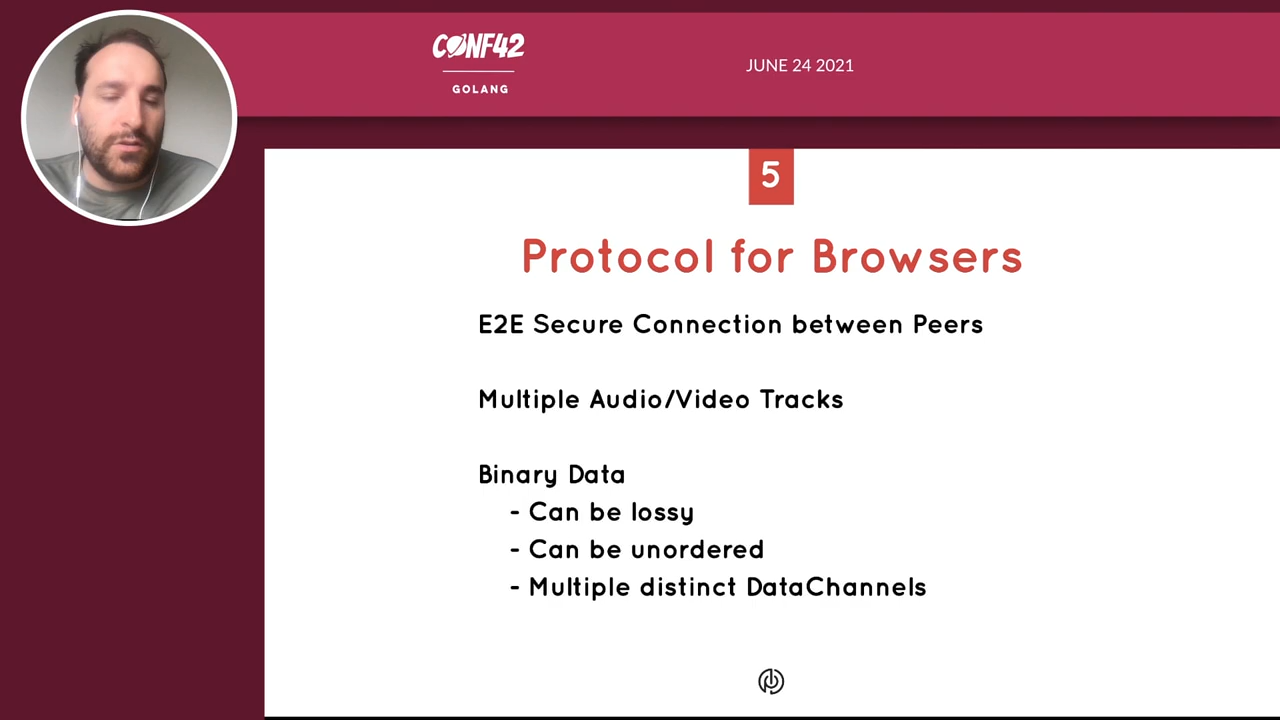 CONF42
GOLANG
JUNE 24 2021
5
Protocol for Browsers
E2E Secure Connection between Peers
Multiple Audio/Video Tracks
Binary Data
- Can be lossy
- Can be unordered
- Multiple distinct DataChannels